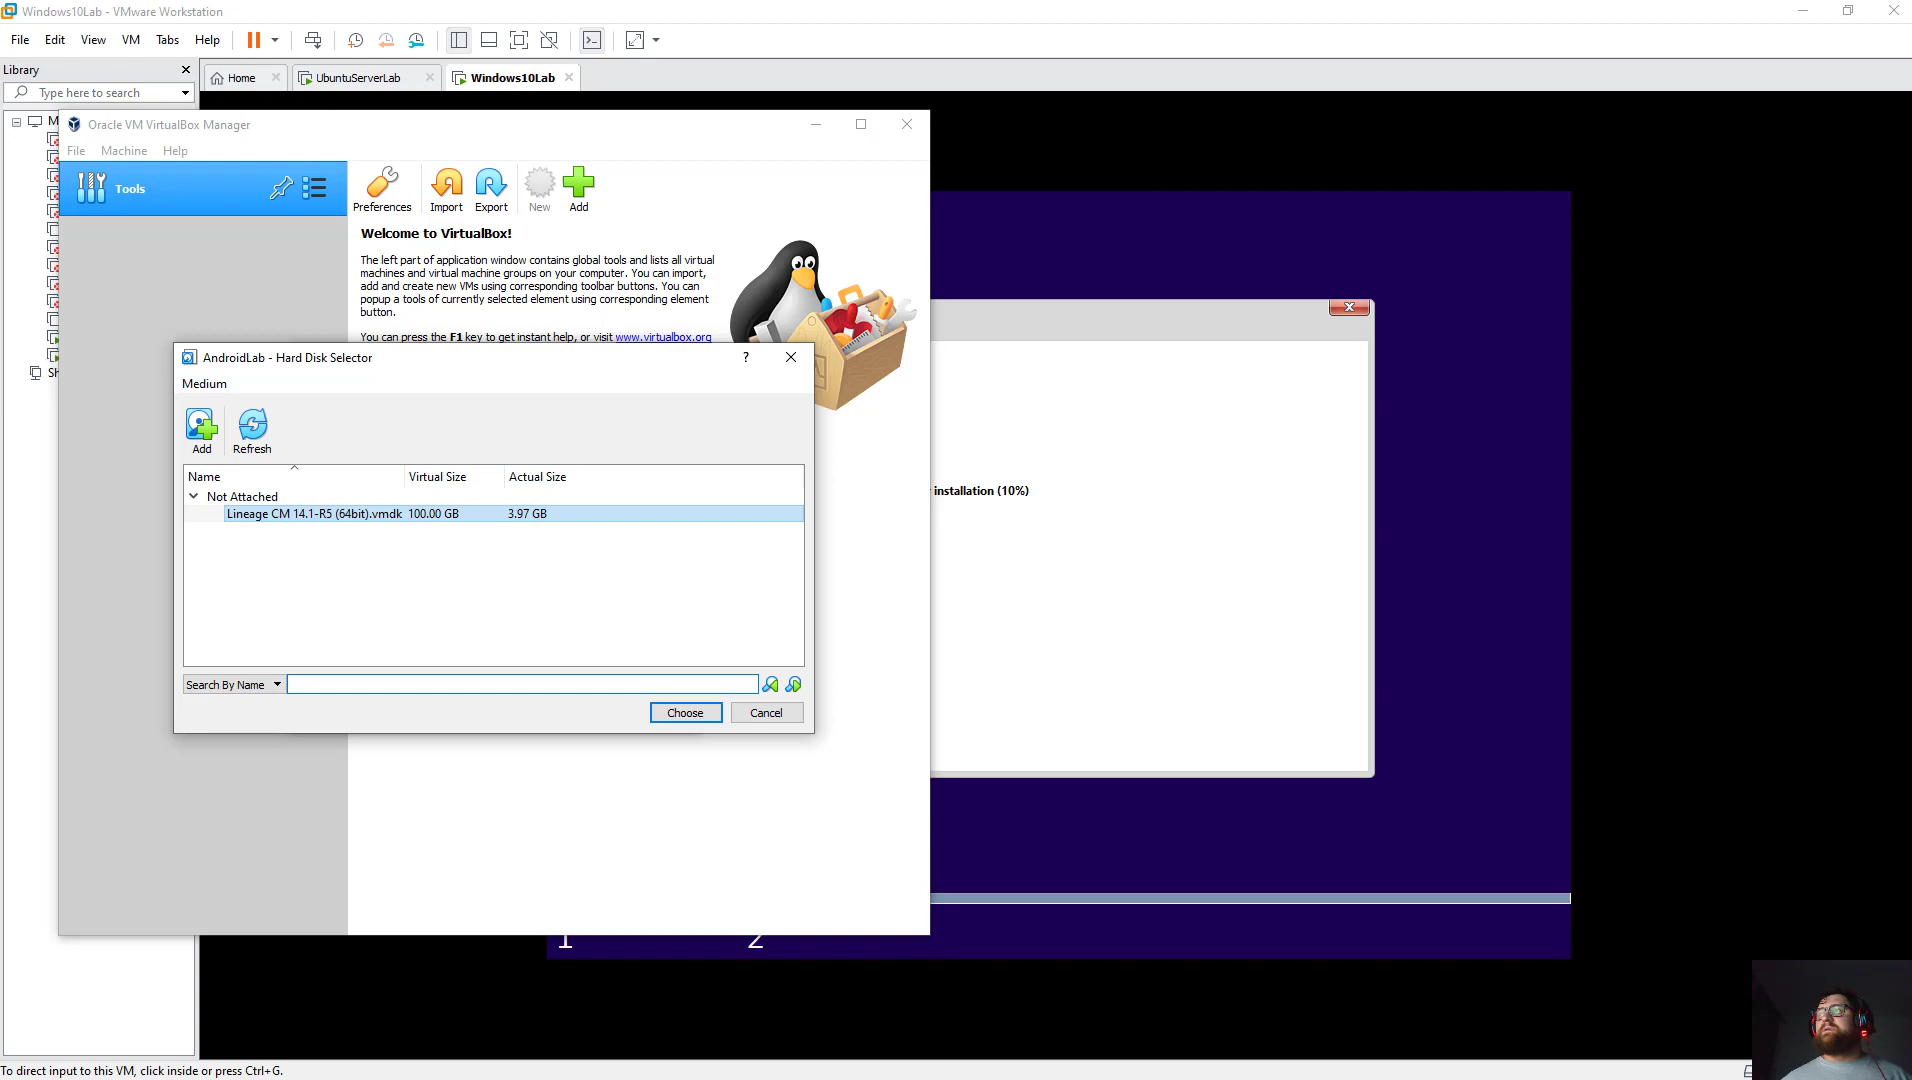 Windows10Lab - VMware Workstation
File Edit View VM Tabs Help
Library
Type here to search
Home
UbuntuServerLab
Windows10Lab
M
Sh
Oracle VM VirtualBox Manager
File Machine Help
Tools
Preferences Import Export New Add
Welcome to VirtualBox!
The left part of application window contains global tools and lists all virtual
machines and virtual machine groups on your computer. You can import,
add and create new VMs using corresponding toolbar buttons. You can
popup a tools of currently selected element using corresponding element
button.
You can press the F1 key to get instant help, or visit www.virtualbox.org
AndroidLab - Hard Disk Selector
?
Medium
Add Refresh
Name Virtual Size Actual Size
Not Attached
Lineage CM 14.1-R5 (64bit).vmdk 100.00 GB 3.97 GB
Search By Name
Choose Cancel
installation (10%)
1 2
To direct input to this VM, click inside or press Ctrl+G.